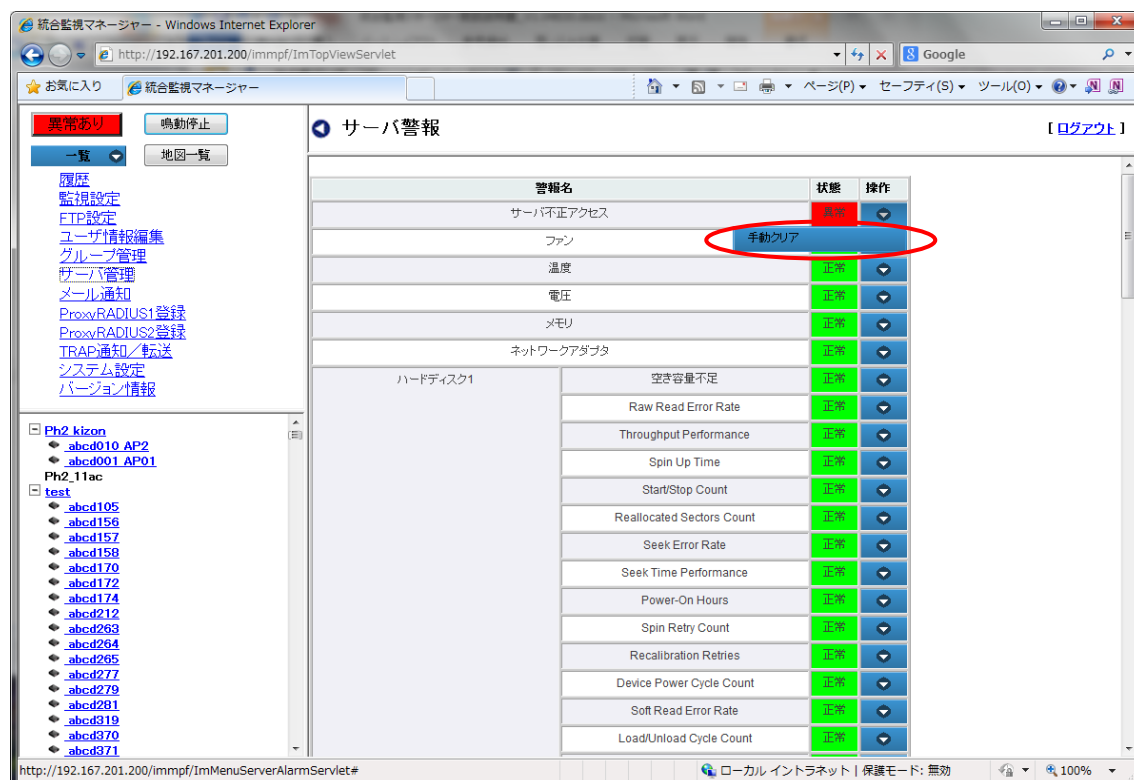 統合監視マネージャー - Windows Internet Explorer
http://192.167.201.200/immpf/ImTopViewServlet
Google
お気に入り
統合監視マネージャー
ページ(P)
セーフティ(S)
ツール(O)
異常あり
鳴動停止
一覧
地図一覧
履歴
監視設定
FTP設定
ユーザ情報編集
グループ管理
サーバ管理
メール通知
ProxyRADIUS1登録
ProxyRADIUS2登録
TRAP通知／転送
システム設定
バージョン情報
Ph2 kizon
abcd010 AP2
abcd001 AP01
Ph2_11ac
test
abcd105
abcd156
abcd157
abcd158
abcd170
abcd172
abcd174
abcd212
abcd263
abcd264
abcd265
abcd277
abcd279
abcd281
abcd319
abcd370
abcd371
サーバ警報
[ ログアウト ]
警報名 状態 操作
サーバ不正アクセス 異常
ファン
手動クリア
温度 正常
電圧 正常
メモリ 正常
ネットワークアダプタ 正常
ハードディスク1 空き容量不足 正常
Raw Read Error Rate 正常
Throughput Performance 正常
Spin Up Time 正常
Start/Stop Count 正常
Reallocated Sectors Count 正常
Seek Error Rate 正常
Seek Time Performance 正常
Power-On Hours 正常
Spin Retry Count 正常
Recalibration Retries 正常
Device Power Cycle Count 正常
Soft Read Error Rate 正常
Load/Unload Cycle Count 正常
http://192.167.201.200/immpf/ImMenuServerAlarmServlet#
ローカル イントラネット | 保護モード: 無効
100%